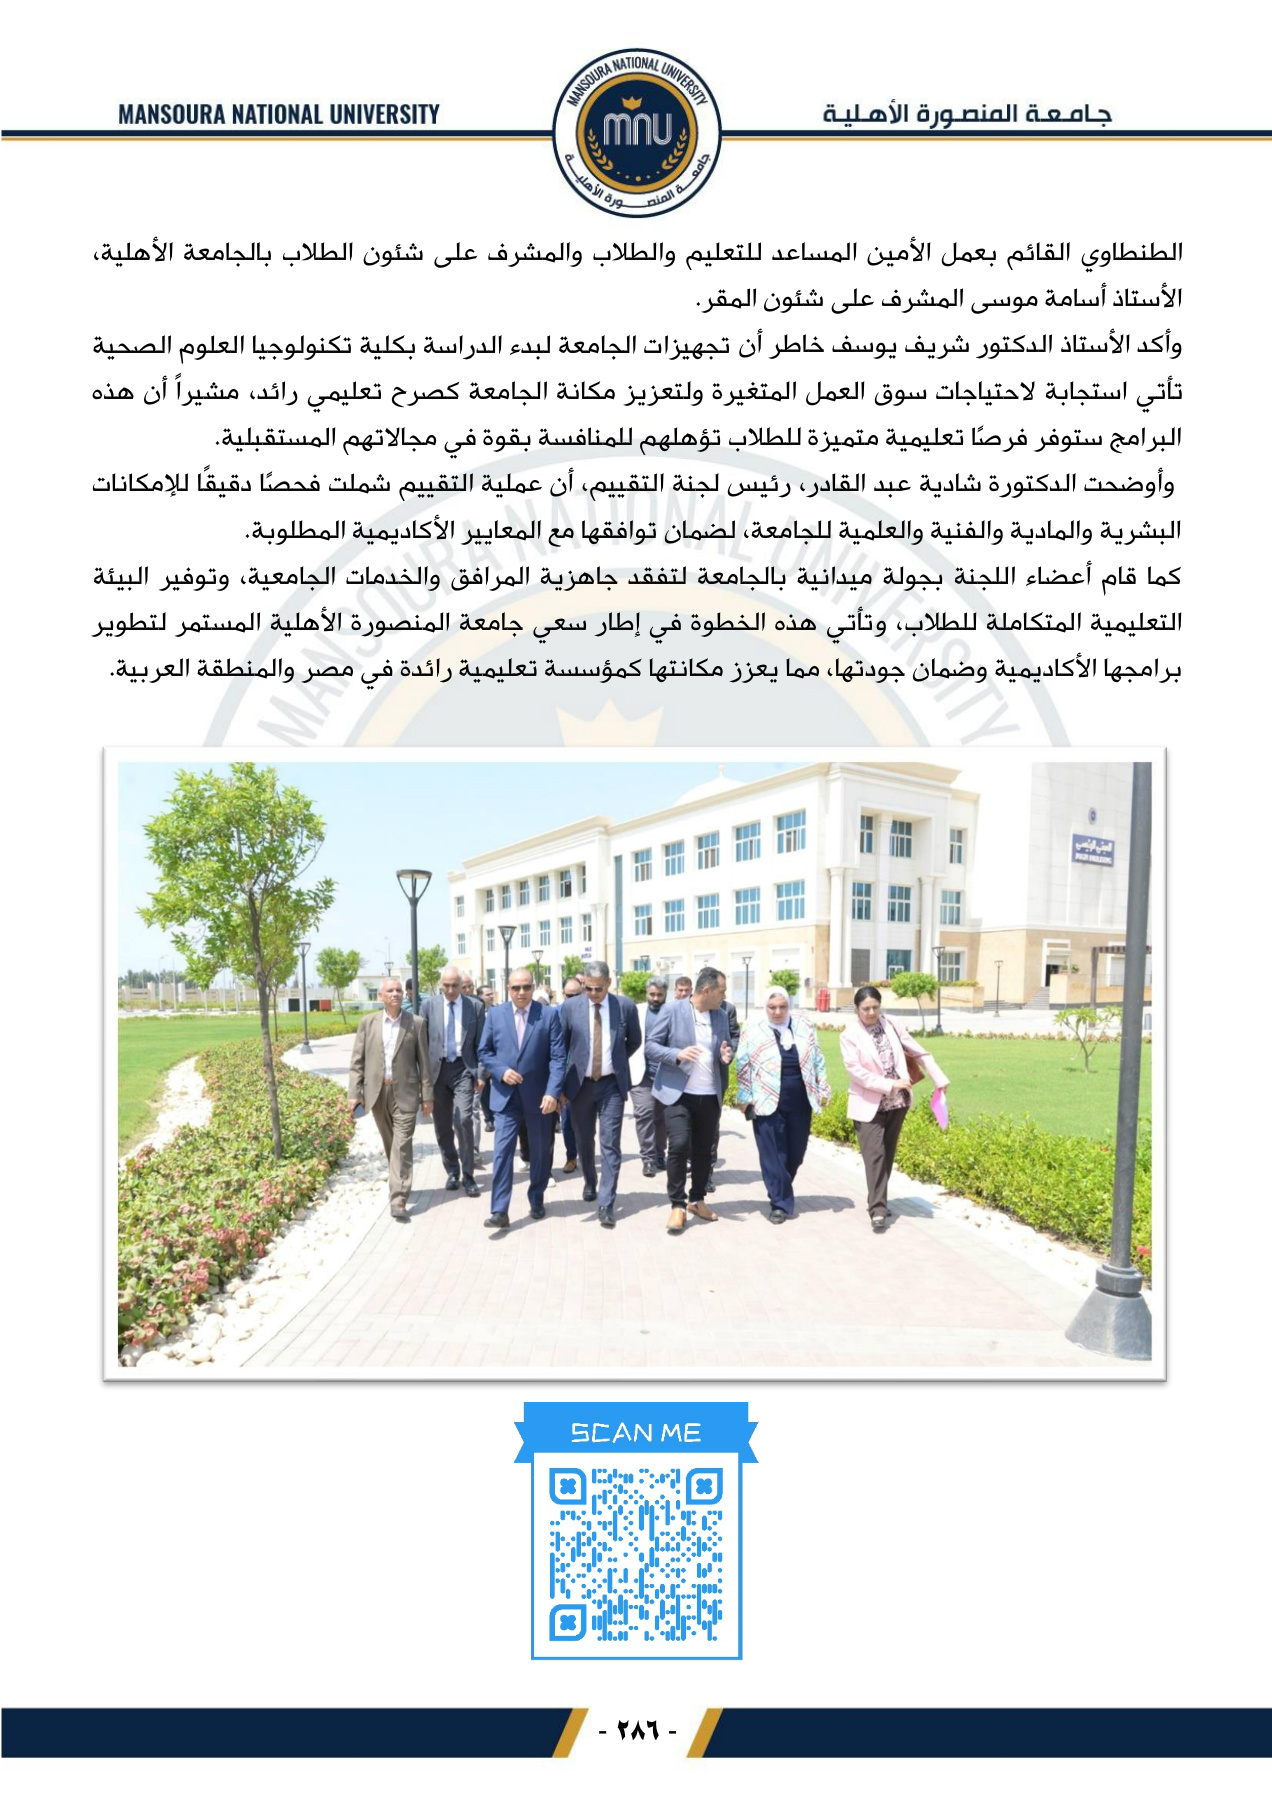 MANSOURA NATIONAL UNIVERSITY
جامعة المنصورة الأهلية
MANSOURA NATIONAL UNIVERSITY
mnu
جامعة المنصورة الأهلية
الطنطاوي القائم بعمل الأمين المساعد للتعليم والطلاب والمشرف على شئون الطلاب بالجامعة الأهلية،
الأستاذ أسامة موسى المشرف على شئون المقر.
وأكد الأستاذ الدكتور شريف يوسف خاطر أن تجهيزات الجامعة لبدء الدراسة بكلية تكنولوجيا العلوم الصحية
تأتي استجابة لاحتياجات سوق العمل المتغيرة ولتعزيز مكانة الجامعة كصرح تعليمي رائد، مشيراً أن هذه
البرامج ستوفر فرصًا تعليمية متميزة للطلاب تؤهلهم للمنافسة بقوة في مجالاتهم المستقبلية.
وأوضحت الدكتورة شادية عبد القادر، رئيس لجنة التقييم، أن عملية التقييم شملت فحصًا دقيقًا للإمكانات
البشرية والمادية والفنية والعلمية للجامعة، لضمان توافقها مع المعايير الأكاديمية المطلوبة.
كما قام أعضاء اللجنة بجولة ميدانية بالجامعة لتفقد جاهزية المرافق والخدمات الجامعية، وتوفير البيئة
التعليمية المتكاملة للطلاب، وتأتي هذه الخطوة في إطار سعي جامعة المنصورة الأهلية المستمر لتطوير
برامجها الأكاديمية وضمان جودتها، مما يعزز مكانتها كمؤسسة تعليمية رائدة في مصر والمنطقة العربية.
MANSOURA NATIONAL UNIVERSITY
المبنى الرئيسي
MAIN BUILDING
SCAN ME
- ٢٨٦ -